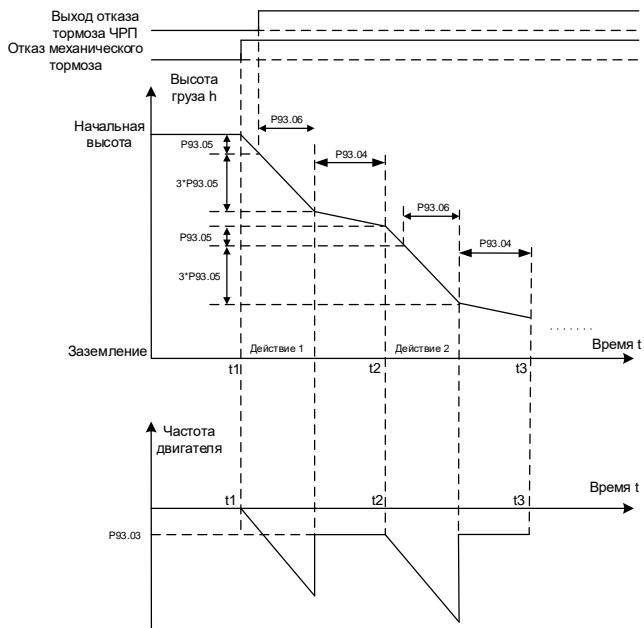 Выход отказа
тормоза ЧРП
Отказ механического
тормоза
Высота
груза h
Начальная
высота
P93.05
P93.06
P93.04
3*P93.05
P93.06
P93.05
P93.04
3*P93.05
.......
Заземление
Действие 1
Действие 2
Время t
t1
t2
t3
Частота
двигателя
t1
t2
t3
Время t
P93.03